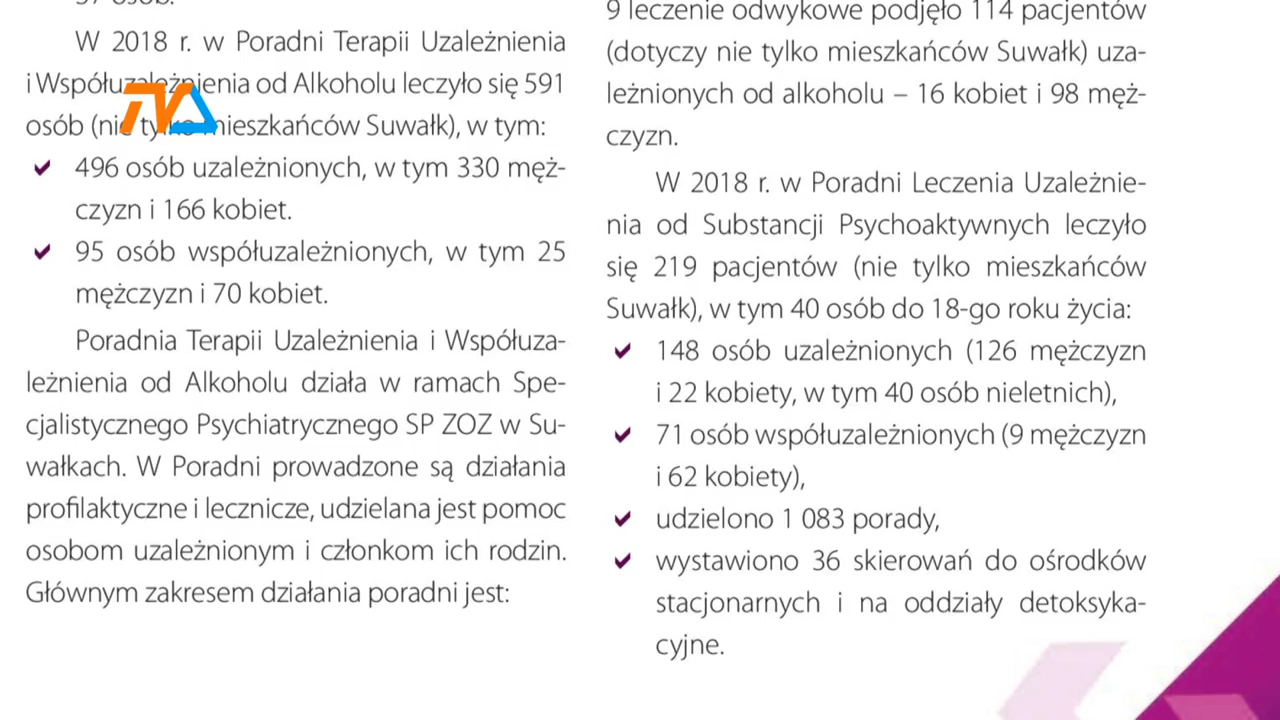 37 osób.
W 2018 r. w Poradni Terapii Uzależnienia
i Współuzależnienia od Alkoholu leczyło się 591
osób (nie tylko mieszkańców Suwałk), w tym:
496 osób uzależnionych, w tym 330 męż-
czyzn i 166 kobiet.
95 osób współuzależnionych, w tym 25
mężczyzn i 70 kobiet.
Poradnia Terapii Uzależnienia i Współuza-
leżnienia od Alkoholu działa w ramach Spe-
cjalistycznego Psychiatrycznego SP ZOZ w Su-
wałkach. W Poradni prowadzone są działania
profilaktyczne i lecznicze, udzielana jest pomoc
osobom uzależnionym i członkom ich rodzin.
Głównym zakresem działania poradni jest:
9 leczenie odwykowe podjęło 114 pacjentów
(dotyczy nie tylko mieszkańców Suwałk) uza-
leżnionych od alkoholu – 16 kobiet i 98 męż-
czyzn.
W 2018 r. w Poradni Leczenia Uzależnie-
nia od Substancji Psychoaktywnych leczyło
się 219 pacjentów (nie tylko mieszkańców
Suwałk), w tym 40 osób do 18-go roku życia:
148 osób uzależnionych (126 mężczyzn
i 22 kobiety, w tym 40 osób nieletnich),
71 osób współuzależnionych (9 mężczyzn
i 62 kobiety),
udzielono 1 083 porady,
wystawiono 36 skierowań do ośrodków
stacjonarnych i na oddziały detoksyka-
cyjne.